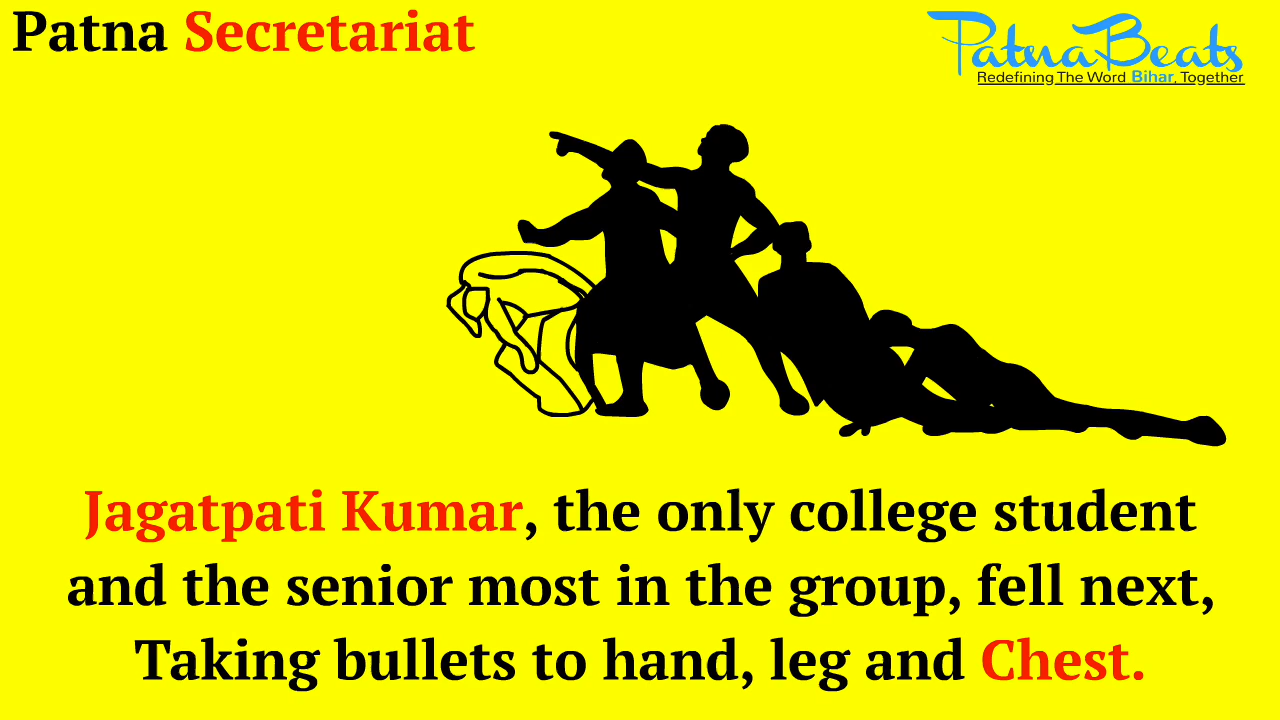 Patna Secretariat
PatnaBeats
Redefining The Word Bihar, Together
Jagatpati Kumar, the only college student
and the senior most in the group, fell next,
Taking bullets to hand, leg and Chest.